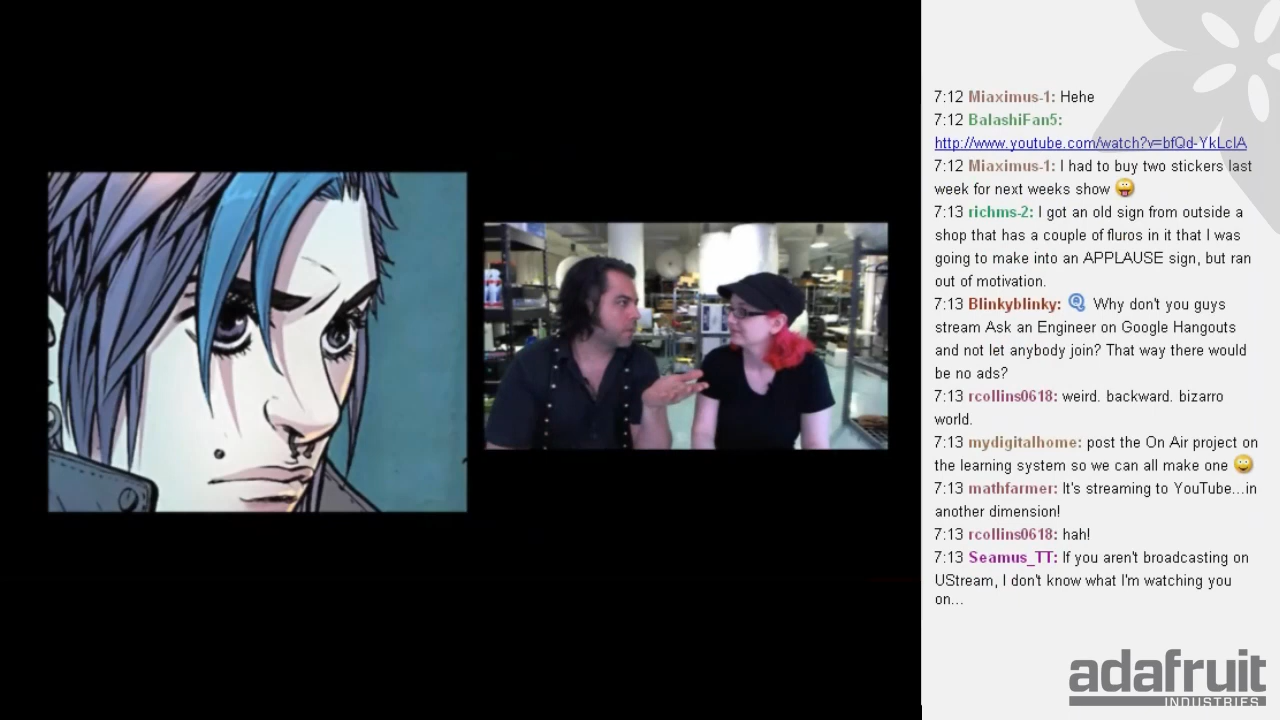 7:12 Miaximus-1: Hehe
7:12 BalashiFan5:
http://www.youtube.com/watch?v=bfQd-YkLclA
7:12 Miaximus-1: I had to buy two stickers last
week for next weeks show
7:13 richms-2: I got an old sign from outside a
shop that has a couple of fluros in it that I was
going to make into an APPLAUSE sign, but ran
out of motivation.
7:13 Blinkyblinky: Why don't you guys
stream Ask an Engineer on Google Hangouts
and not let anybody join? That way there would
be no ads?
7:13 rcollins0618: weird. backward. bizarro
world.
7:13 mydigitalhome: post the On Air project on
the learning system so we can all make one
7:13 mathfarmer: It's streaming to YouTube...in
another dimension!
7:13 rcollins0618: hah!
7:13 Seamus_TT: If you aren't broadcasting on
UStream, I don't know what I'm watching you
on...
adafruit
INDUSTRIES